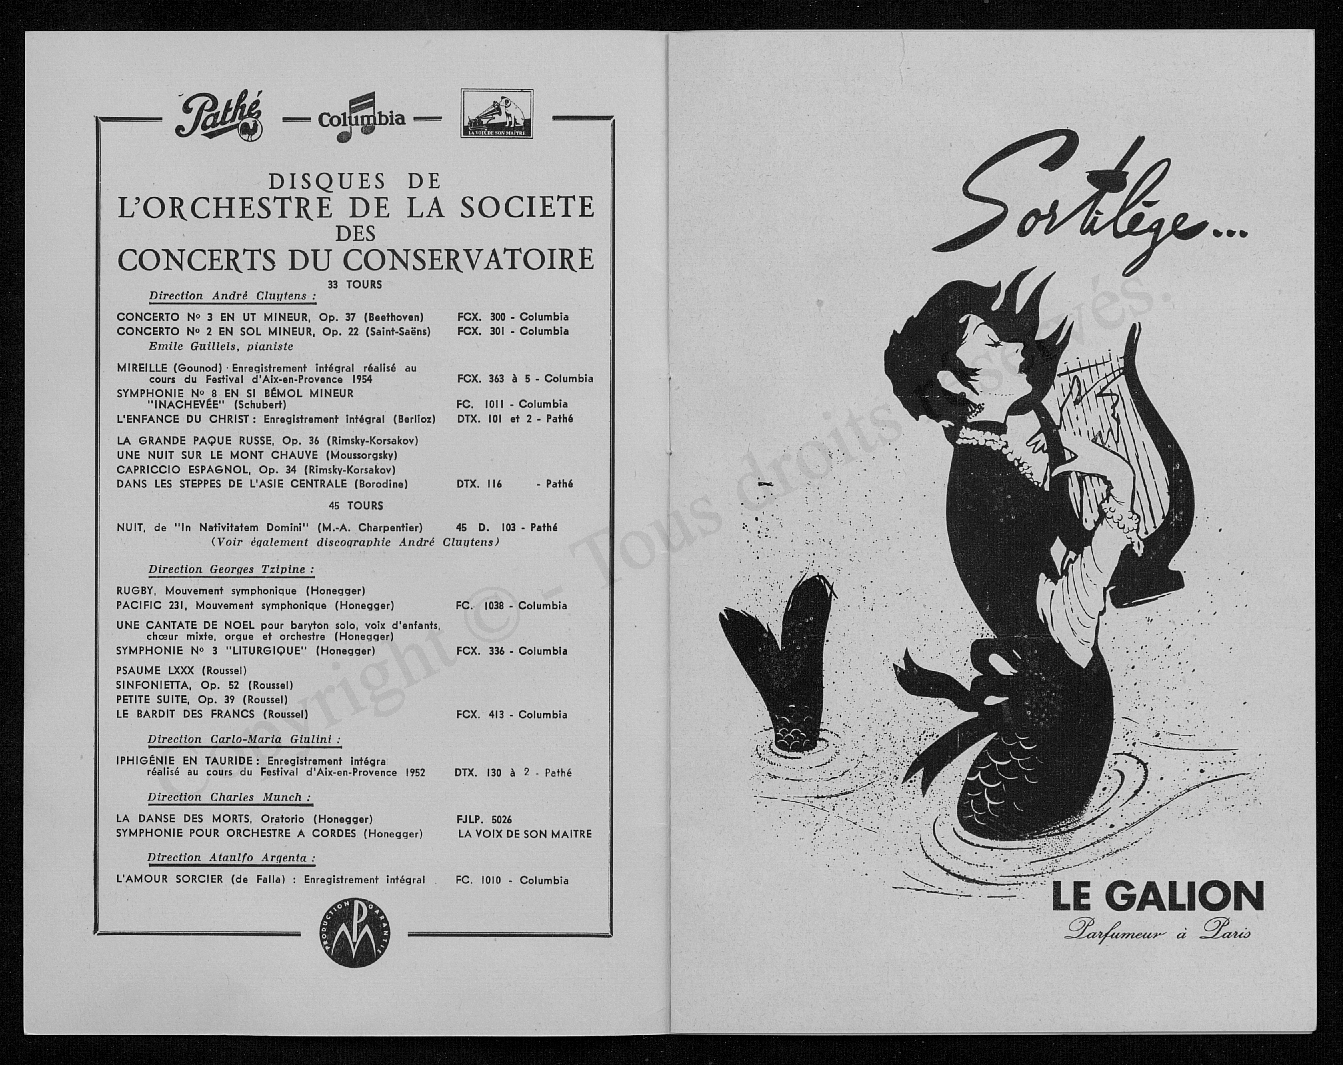 Pathé
Columbia
LA VOIX DE SON MAITRE
DISQUES DE
L'ORCHESTRE DE LA SOCIETE
DES
CONCERTS DU CONSERVATOIRE
33 TOURS
Direction André Cluytens :
CONCERTO No 3 EN UT MINEUR, Op. 37 (Beethoven) FCX. 300 - Columbia
CONCERTO No 2 EN SOL MINEUR, Op. 22 (Saint-Saëns) FCX. 301 - Columbia
Emile Guillels, pianiste
MIREILLE (Gounod) · Enregistrement intégral réalisé au
cours du Festival d'Aix-en-Provence 1954 FCX. 363 à 5 - Columbia
SYMPHONIE No 8 EN SI BÉMOL MINEUR
"INACHEVÉE" (Schubert) FC. 1011 - Columbia
L'ENFANCE DU CHRIST : Enregistrement intégral (Berlioz) DTX. 101 et 2 - Pathé
LA GRANDE PAQUE RUSSE, Op. 36 (Rimsky-Korsakov)
UNE NUIT SUR LE MONT CHAUVE (Moussorgsky)
CAPRICCIO ESPAGNOL, Op. 34 (Rimsky-Korsakov)
DANS LES STEPPES DE L'ASIE CENTRALE (Borodine) DTX. 116 - Pathé
45 TOURS
NUIT, de "In Nativitatem Domini" (M.-A. Charpentier) 45 D. 103 - Pathé
(Voir également discographie André Cluytens)
Direction Georges Tzipine :
RUGBY, Mouvement symphonique (Honegger)
PACIFIC 231, Mouvement symphonique (Honegger) FC. 1038 - Columbia
UNE CANTATE DE NOEL pour baryton solo, voix d'enfants,
chœur mixte, orgue et orchestre (Honegger)
SYMPHONIE No 3 "LITURGIQUE" (Honegger) FCX. 336 - Columbia
PSAUME LXXX (Roussel)
SINFONIETTA, Op. 52 (Roussel)
PETITE SUITE, Op. 39 (Roussel)
LE BARDIT DES FRANCS (Roussel) FCX. 413 - Columbia
Direction Carlo-Maria Giulini :
IPHIGÉNIE EN TAURIDE : Enregistrement intégra
réalisé au cours du Festival d'Aix-en-Provence 1952 DTX. 130 à 2 - Pathé
Direction Charles Munch :
LA DANSE DES MORTS, Oratorio (Honegger) FJLP. 5026
SYMPHONIE POUR ORCHESTRE A CORDES (Honegger) LA VOIX DE SON MAITRE
Direction Ataulfo Argenta :
L'AMOUR SORCIER (de Falla) : Enregistrement intégral FC. 1010 - Columbia
PRODUCTION GARANTIE
PM
Sortilège...
LE GALION
Parfumeur à Paris
Copyright © - Tous droits réservés.